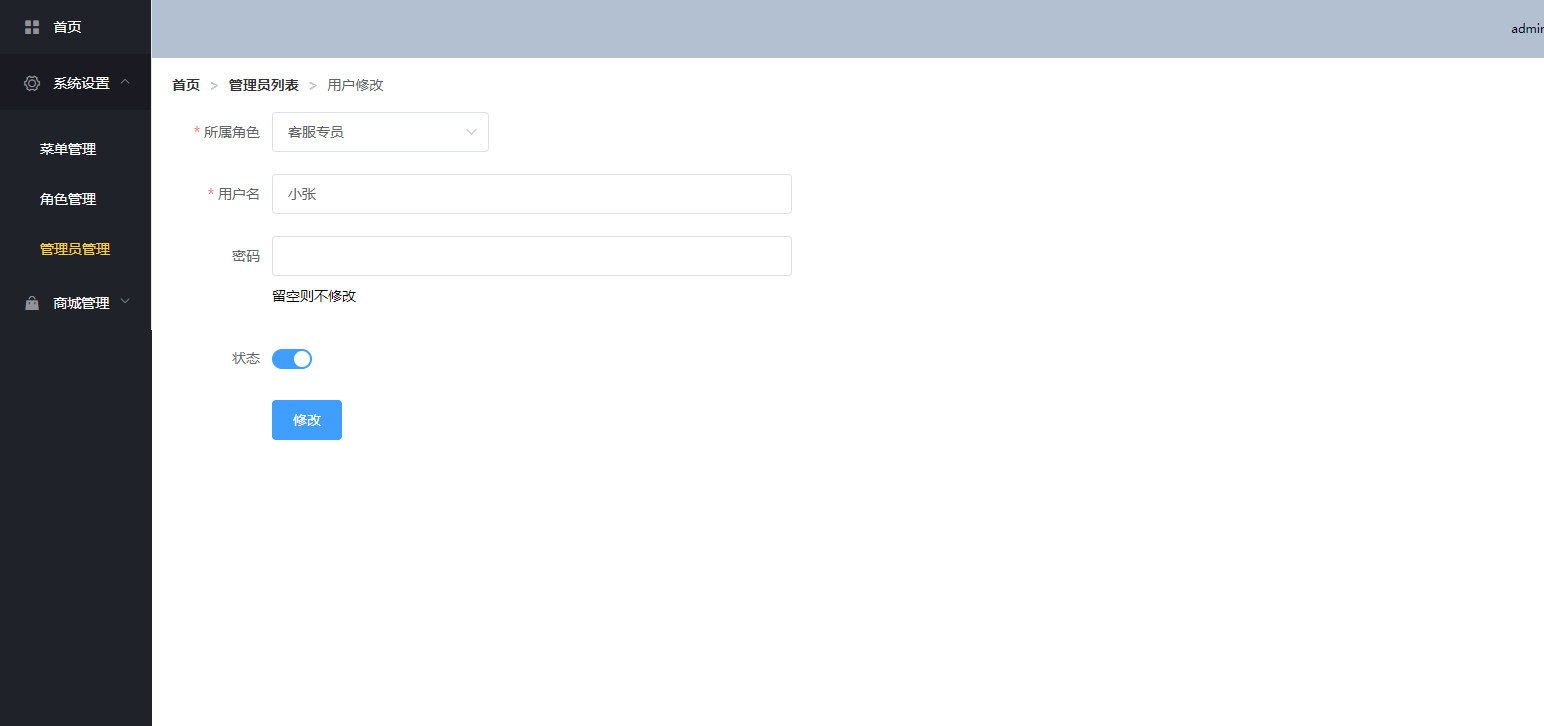 首页
系统设置
菜单管理
角色管理
管理员管理
商城管理
admin
首页 > 管理员列表 > 用户修改
* 所属角色 客服专员
* 用户名 小张
密码
留空则不修改
状态
修改